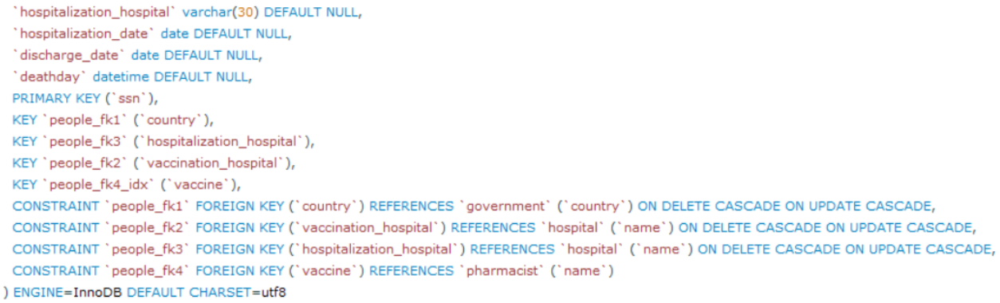 `hospitalization_hospital` varchar(30) DEFAULT NULL,
`hospitalization_date` date DEFAULT NULL,
`discharge_date` date DEFAULT NULL,
`deathday` datetime DEFAULT NULL,
PRIMARY KEY (`ssn`),
KEY `people_fk1` (`country`),
KEY `people_fk3` (`hospitalization_hospital`),
KEY `people_fk2` (`vaccination_hospital`),
KEY `people_fk4_idx` (`vaccine`),
CONSTRAINT `people_fk1` FOREIGN KEY (`country`) REFERENCES `government` (`country`) ON DELETE CASCADE ON UPDATE CASCADE,
CONSTRAINT `people_fk2` FOREIGN KEY (`vaccination_hospital`) REFERENCES `hospital` (`name`) ON DELETE CASCADE ON UPDATE CASCADE,
CONSTRAINT `people_fk3` FOREIGN KEY (`hospitalization_hospital`) REFERENCES `hospital` (`name`) ON DELETE CASCADE ON UPDATE CASCADE,
CONSTRAINT `people_fk4` FOREIGN KEY (`vaccine`) REFERENCES `pharmacist` (`name`)
) ENGINE=InnoDB DEFAULT CHARSET=utf8